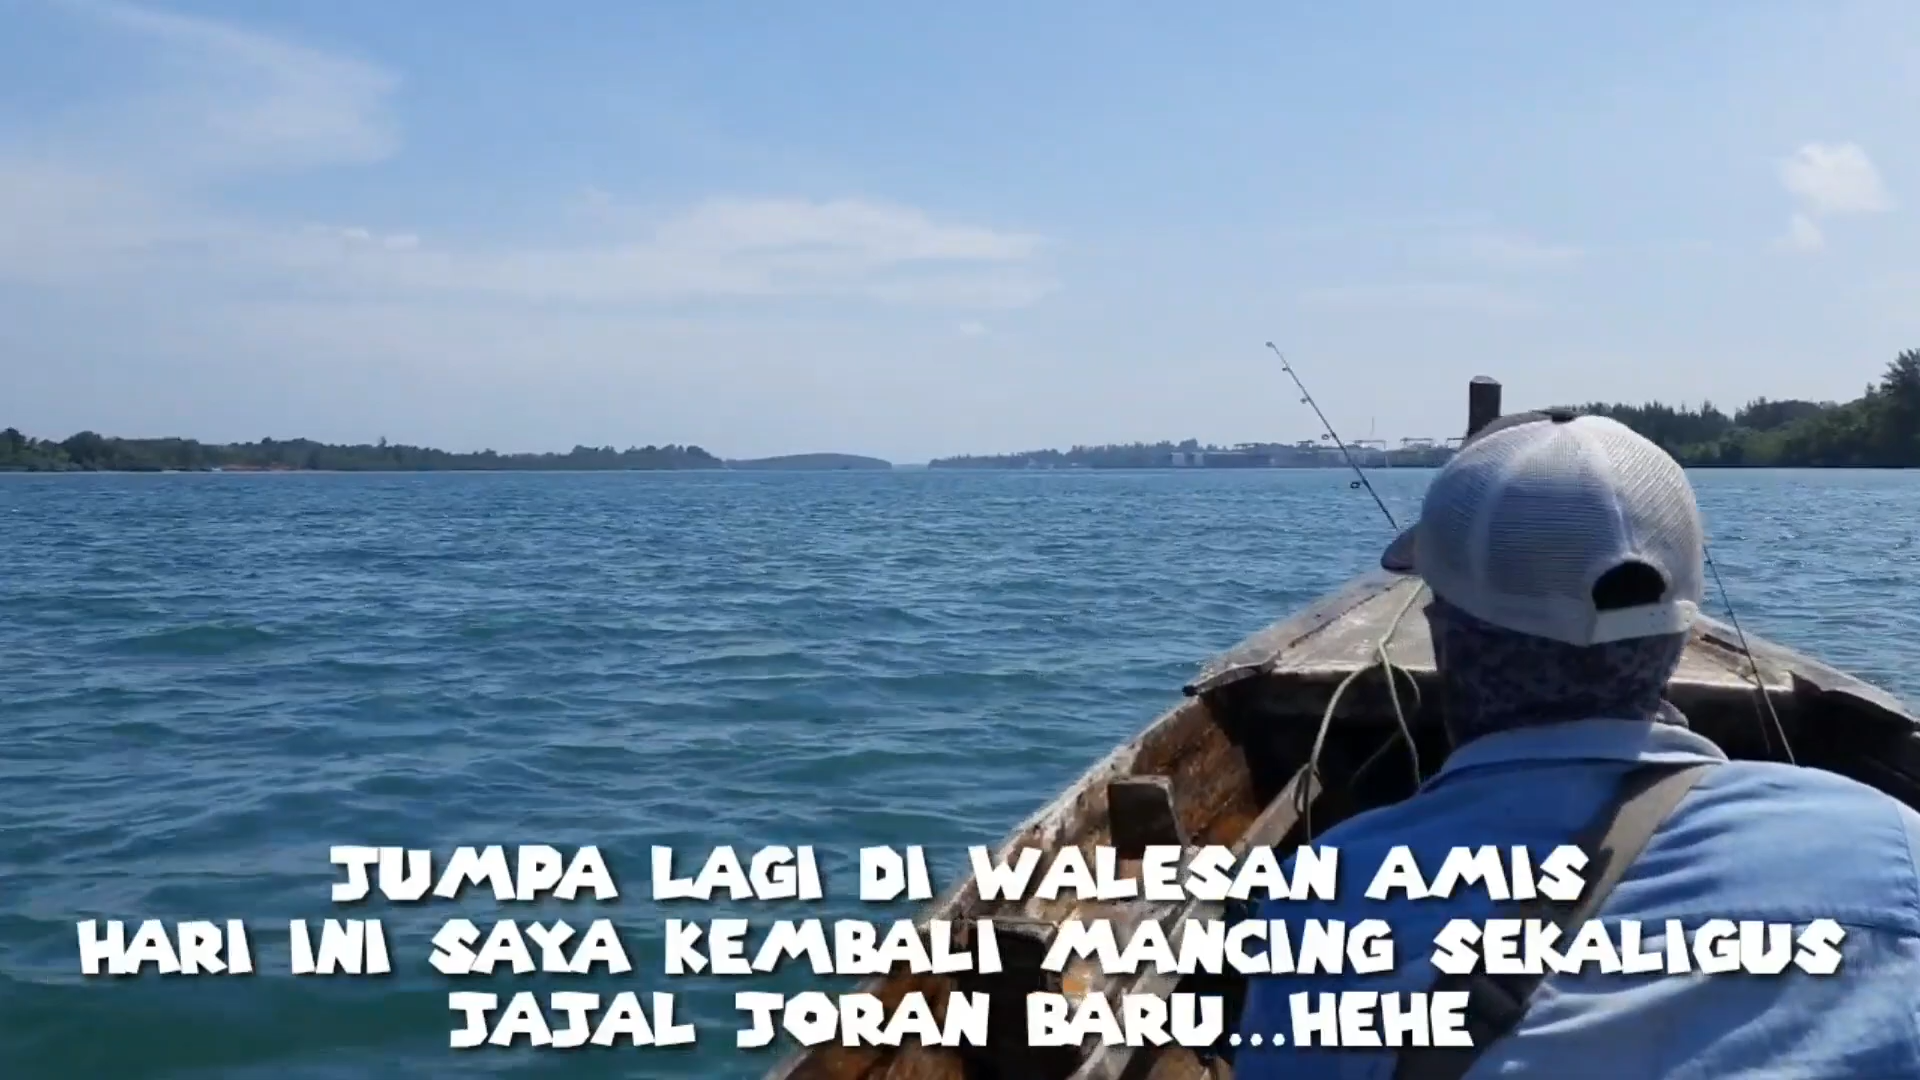 JUMPA LAGI DI WALESAN AMIS
HARI INI SAYA KEMBALI MANCING SEKALIGUS
JAJAL JORAN BARU...HEHE